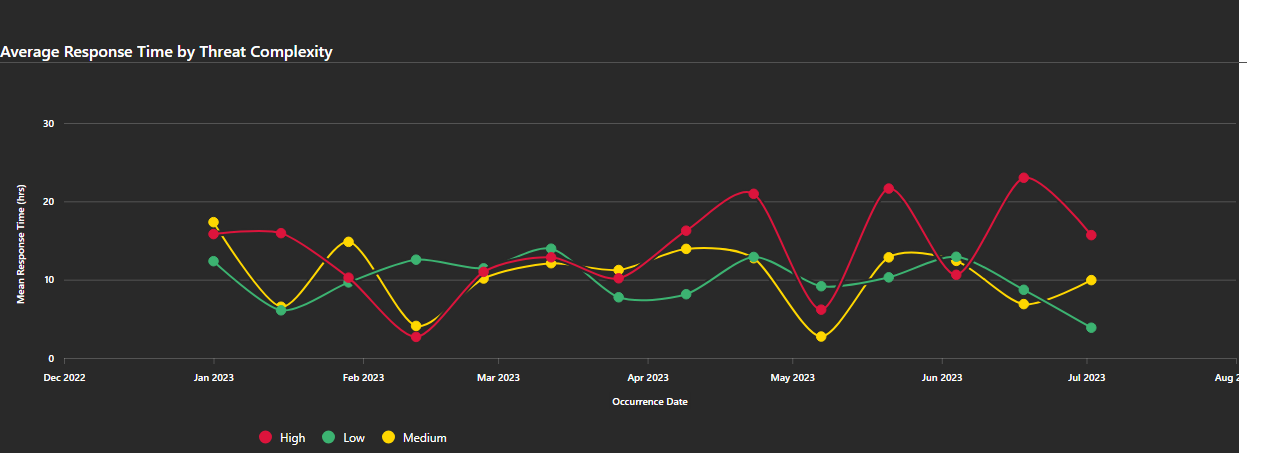 Average Response Time by Threat Complexity
30
20
10
0
Mean Response Time (hrs)
Dec 2022 Jan 2023 Feb 2023 Mar 2023 Apr 2023 May 2023 Jun 2023 Jul 2023 Aug
Occurrence Date
High Low Medium